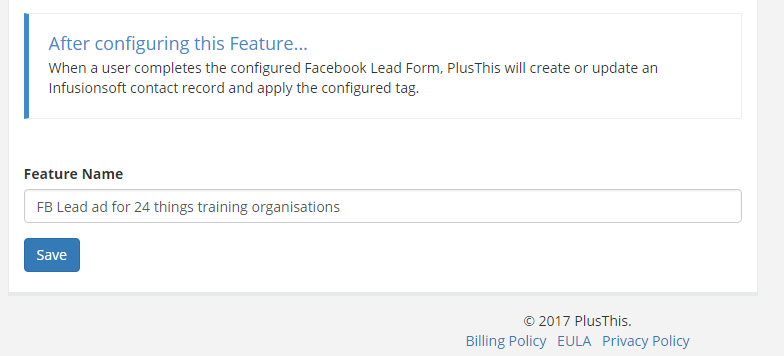 After configuring this Feature...
When a user completes the configured Facebook Lead Form, PlusThis will create or update an
Infusionsoft contact record and apply the configured tag.
Feature Name
FB Lead ad for 24 things training organisations
Save
© 2017 PlusThis.
Billing Policy EULA Privacy Policy